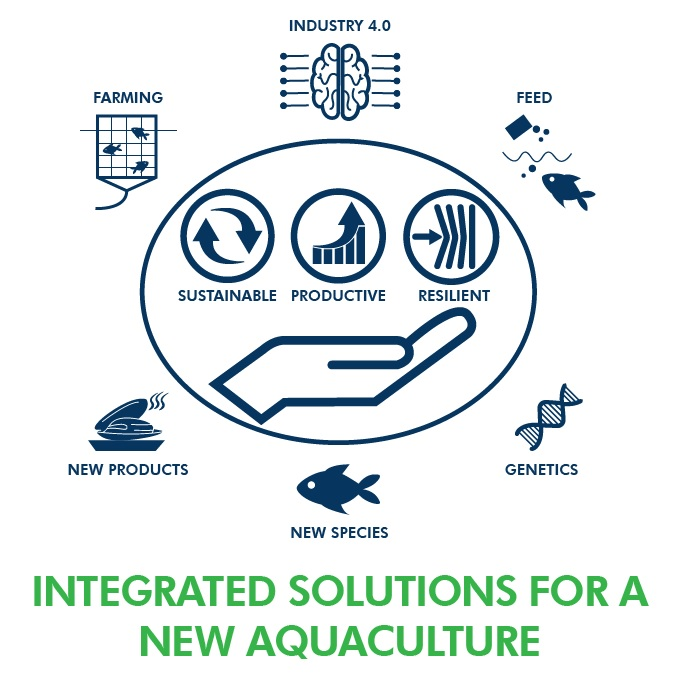 INDUSTRY 4.0
FARMING
FEED
SUSTAINABLE
PRODUCTIVE
RESILIENT
NEW PRODUCTS
GENETICS
NEW SPECIES
INTEGRATED SOLUTIONS FOR A
NEW AQUACULTURE